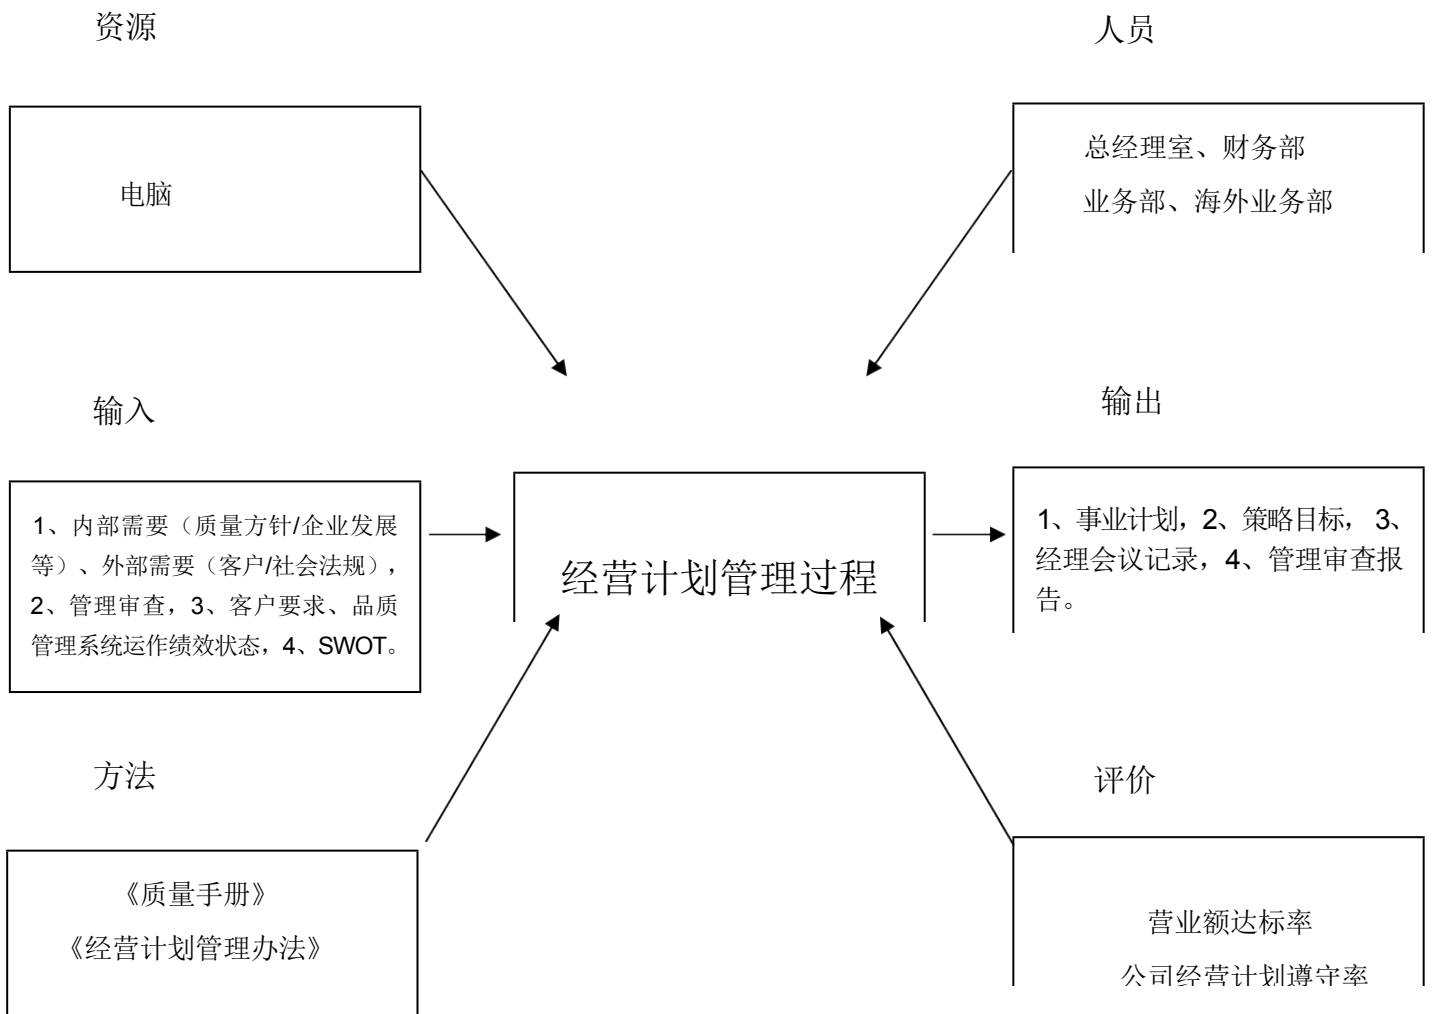 资源
人员
电脑
总经理室、财务部
业务部、海外业务部
输入
输出
1、内部需要（质量方针/企业发展
等）、外部需要（客户/社会法规），
2、管理审查，3、客户要求、品质
管理系统运作绩效状态，4、SWOT。
经营计划管理过程
1、事业计划，2、策略目标， 3、
经理会议记录，4、管理审查报
告。
方法
评价
《质量手册》
《经营计划管理办法》
营业额达标率
公司经营计划遵守率